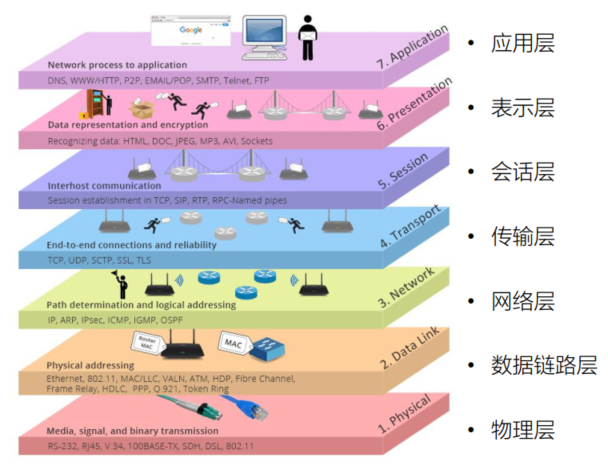 Google
7. Application
Network process to application
DNS, WWW/HTTP, P2P, EMAIL/POP, SMTP, Telnet, FTP
• 应用层
6. Presentation
Data representation and encryption
Recognizing data: HTML, DOC, JPEG, MP3, AVI, Sockets
• 表示层
5. Session
Interhost communication
Session establishment in TCP, SIP, RTP, RPC-Named pipes
• 会话层
4. Transport
End-to-end connections and reliability
TCP, UDP, SCTP, SSL, TLS
• 传输层
3. Network
Path determination and logical addressing
IP, ARP, IPsec, ICMP, IGMP, OSPF
• 网络层
Router
MAC
MAC
2. Data Link
Physical addressing
Ethernet, 802.11, MAC/LLC, VALN, ATM, HDP, Fibre Channel,
Frame Relay, HDLC, PPP, Q.921, Token Ring
• 数据链路层
1. Physical
Media, signal, and binary transmission
RS-232, RJ45, V.34, 100BASE-TX, SDH, DSL, 802.11
• 物理层